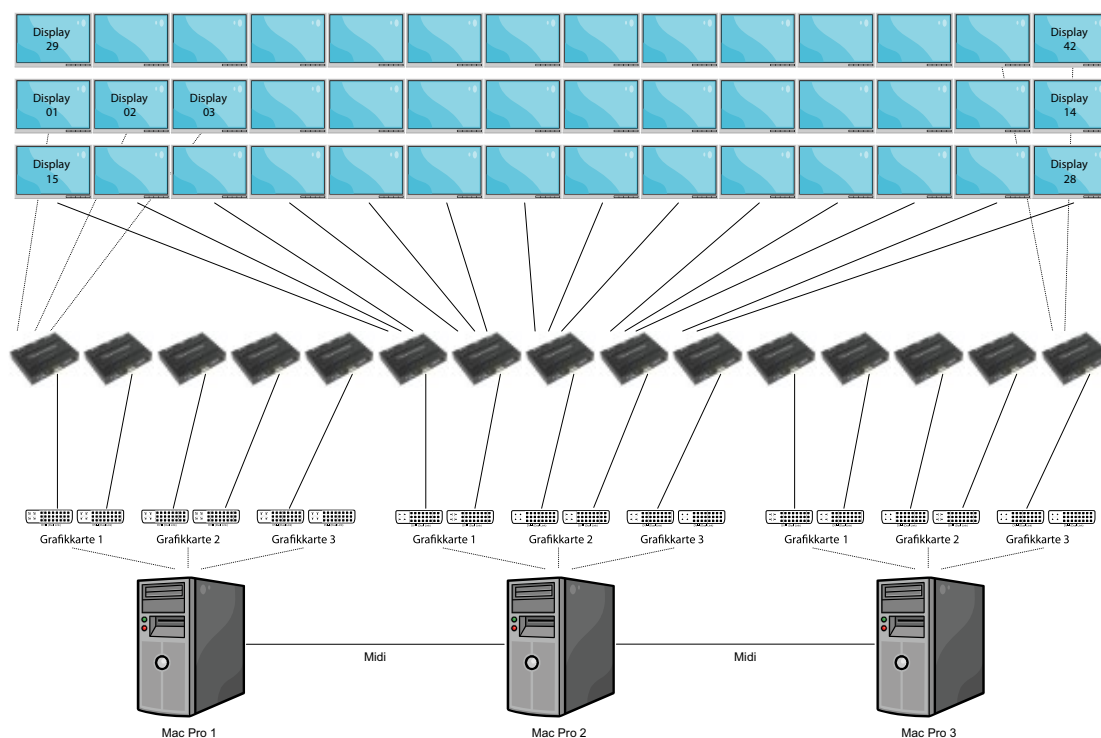 Display
29
Display
42
Display
01
Display
02
Display
03
Display
14
Display
15
Display
28
Grafikkarte 1
Grafikkarte 2
Grafikkarte 3
Grafikkarte 1
Grafikkarte 2
Grafikkarte 3
Grafikkarte 1
Grafikkarte 2
Grafikkarte 3
Midi
Midi
Mac Pro 1
Mac Pro 2
Mac Pro 3